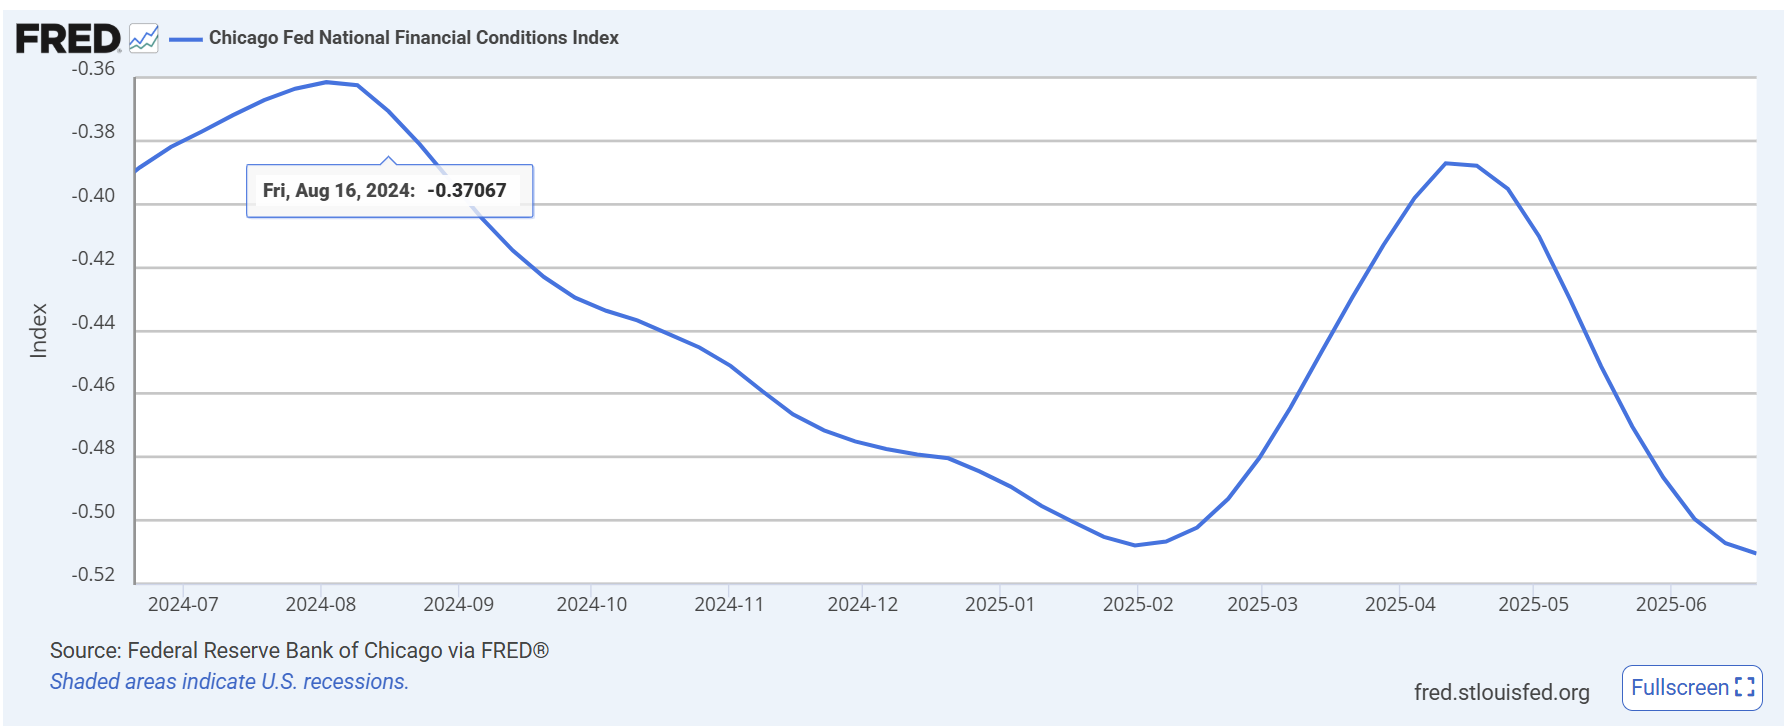 FRED
Chicago Fed National Financial Conditions Index
-0.36
-0.38
-0.40
-0.42
-0.44
-0.46
-0.48
-0.50
-0.52
Index
Fri, Aug 16, 2024: -0.37067
2024-07 2024-08 2024-09 2024-10 2024-11 2024-12 2025-01 2025-02 2025-03 2025-04 2025-05 2025-06
Source: Federal Reserve Bank of Chicago via FRED®
Shaded areas indicate U.S. recessions.
fred.stlouisfed.org
Fullscreen